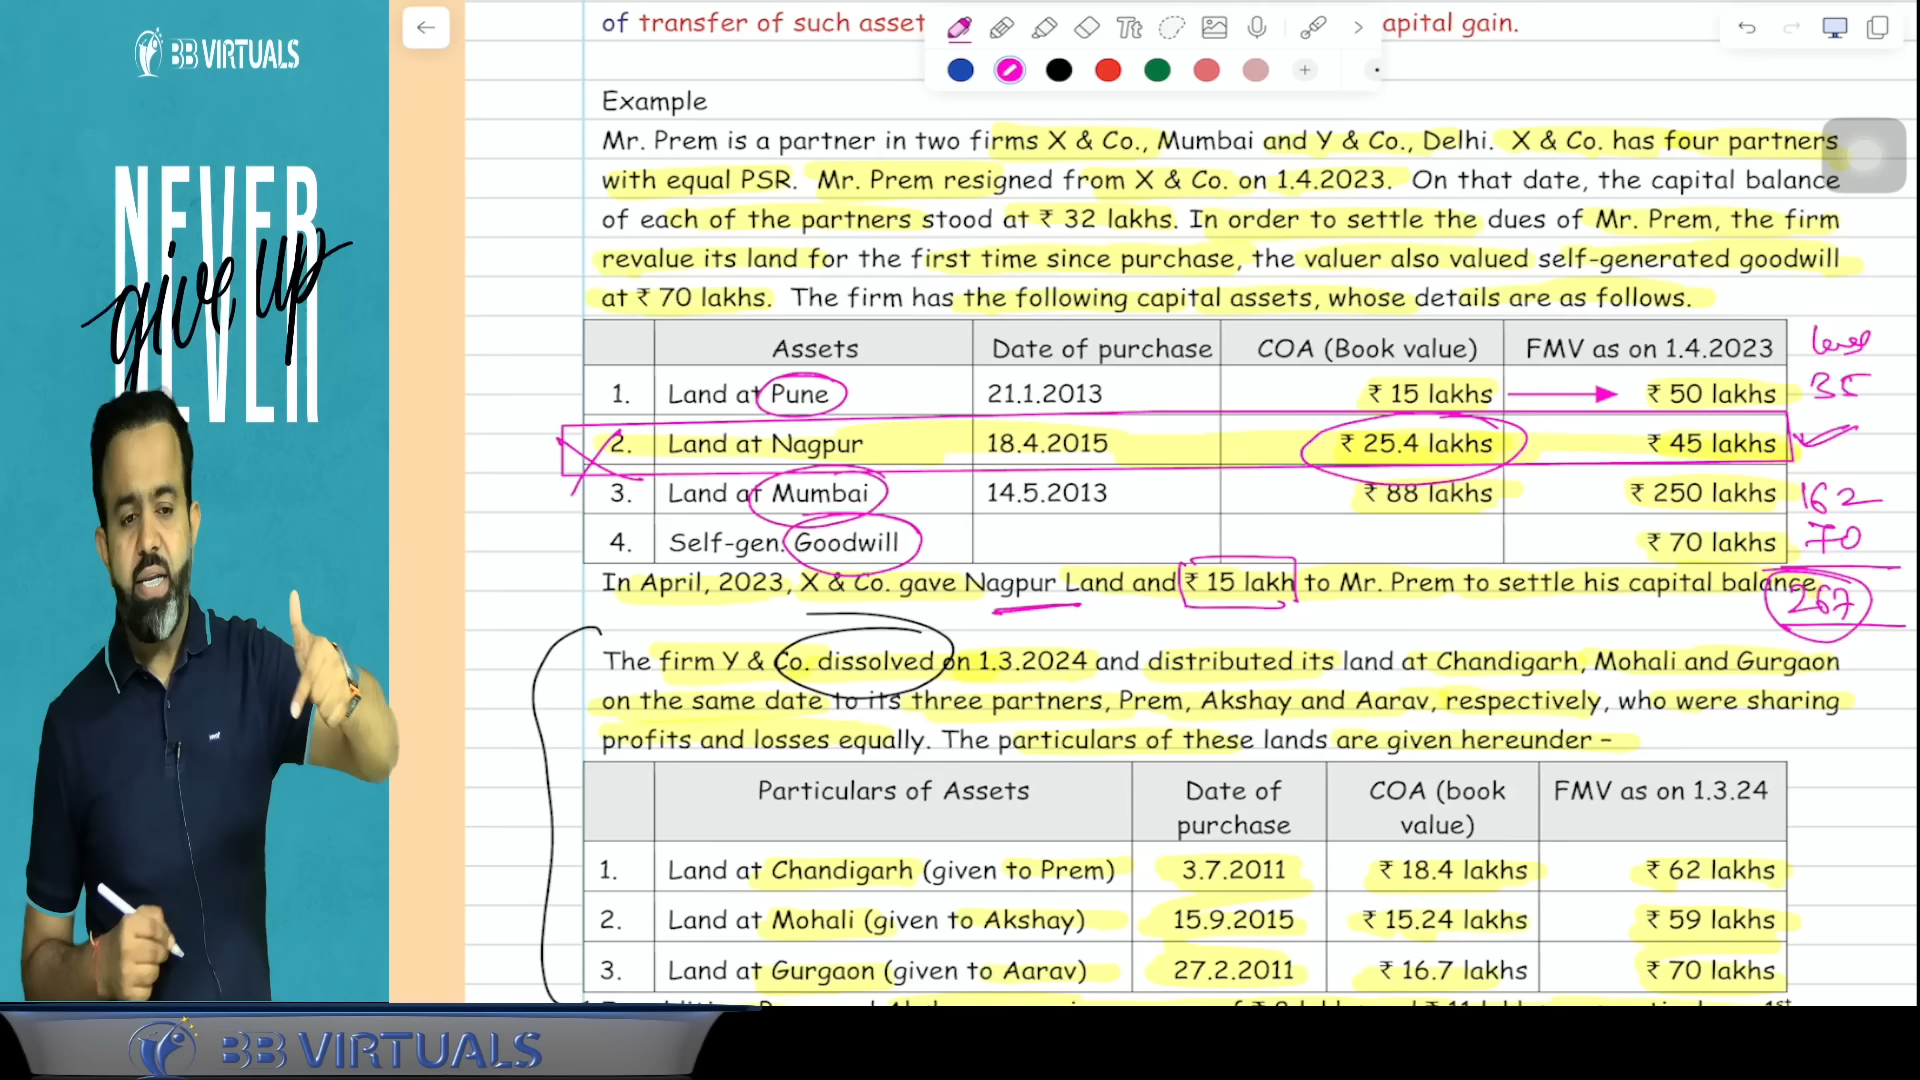 BB VIRTUALS
NEVER
give up
NEVER
of transfer of such asset apital gain.
Tt
Example
Mr. Prem is a partner in two firms X & Co., Mumbai and Y & Co., Delhi. X & Co. has four partners
with equal PSR. Mr. Prem resigned from X & Co. on 1.4.2023. On that date, the capital balance
of each of the partners stood at ₹ 32 lakhs. In order to settle the dues of Mr. Prem, the firm
revalue its land for the first time since purchase, the valuer also valued self-generated goodwill
at ₹ 70 lakhs. The firm has the following capital assets, whose details are as follows.
Assets Date of purchase COA (Book value) FMV as on 1.4.2023
1. Land at Pune 21.1.2013 ₹ 15 lakhs ₹ 50 lakhs 35
2. Land at Nagpur 18.4.2015 ₹ 25.4 lakhs ₹ 45 lakhs
3. Land at Mumbai 14.5.2013 ₹ 88 lakhs ₹ 250 lakhs 162
4. Self-gen. Goodwill ₹ 70 lakhs 70
In April, 2023, X & Co. gave Nagpur Land and ₹ 15 lakh to Mr. Prem to settle his capital balance
267
The firm Y & Co. dissolved on 1.3.2024 and distributed its land at Chandigarh, Mohali and Gurgaon
on the same date to its three partners, Prem, Akshay and Aarav, respectively, who were sharing
profits and losses equally. The particulars of these lands are given hereunder –
Particulars of Assets Date of purchase COA (book value) FMV as on 1.3.24
1. Land at Chandigarh (given to Prem) 3.7.2011 ₹ 18.4 lakhs ₹ 62 lakhs
2. Land at Mohali (given to Akshay) 15.9.2015 ₹ 15.24 lakhs ₹ 59 lakhs
3. Land at Gurgaon (given to Aarav) 27.2.2011 ₹ 16.7 lakhs ₹ 70 lakhs
BB VIRTUALS